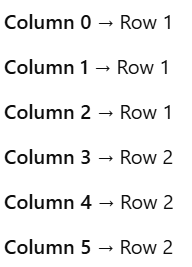 Column 0 → Row 1
Column 1 → Row 1
Column 2 → Row 1
Column 3 → Row 2
Column 4 → Row 2
Column 5 → Row 2